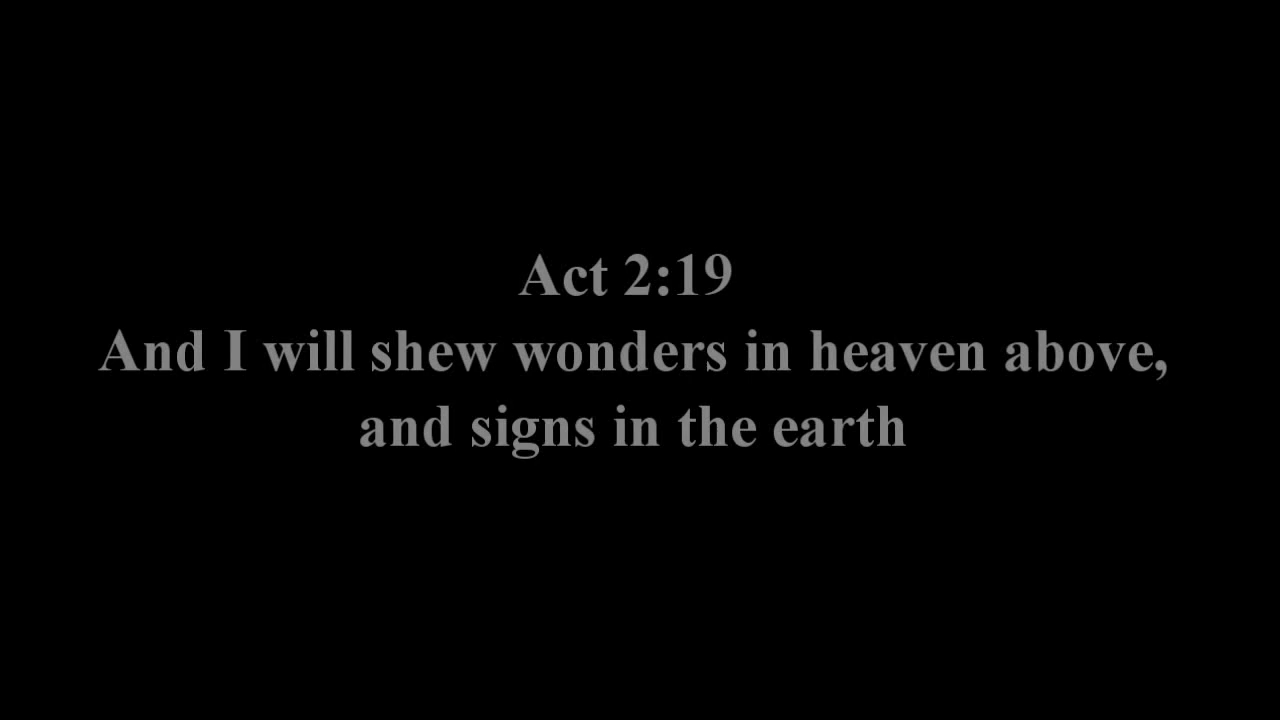 Act 2:19
And I will shew wonders in heaven above,
and signs in the earth